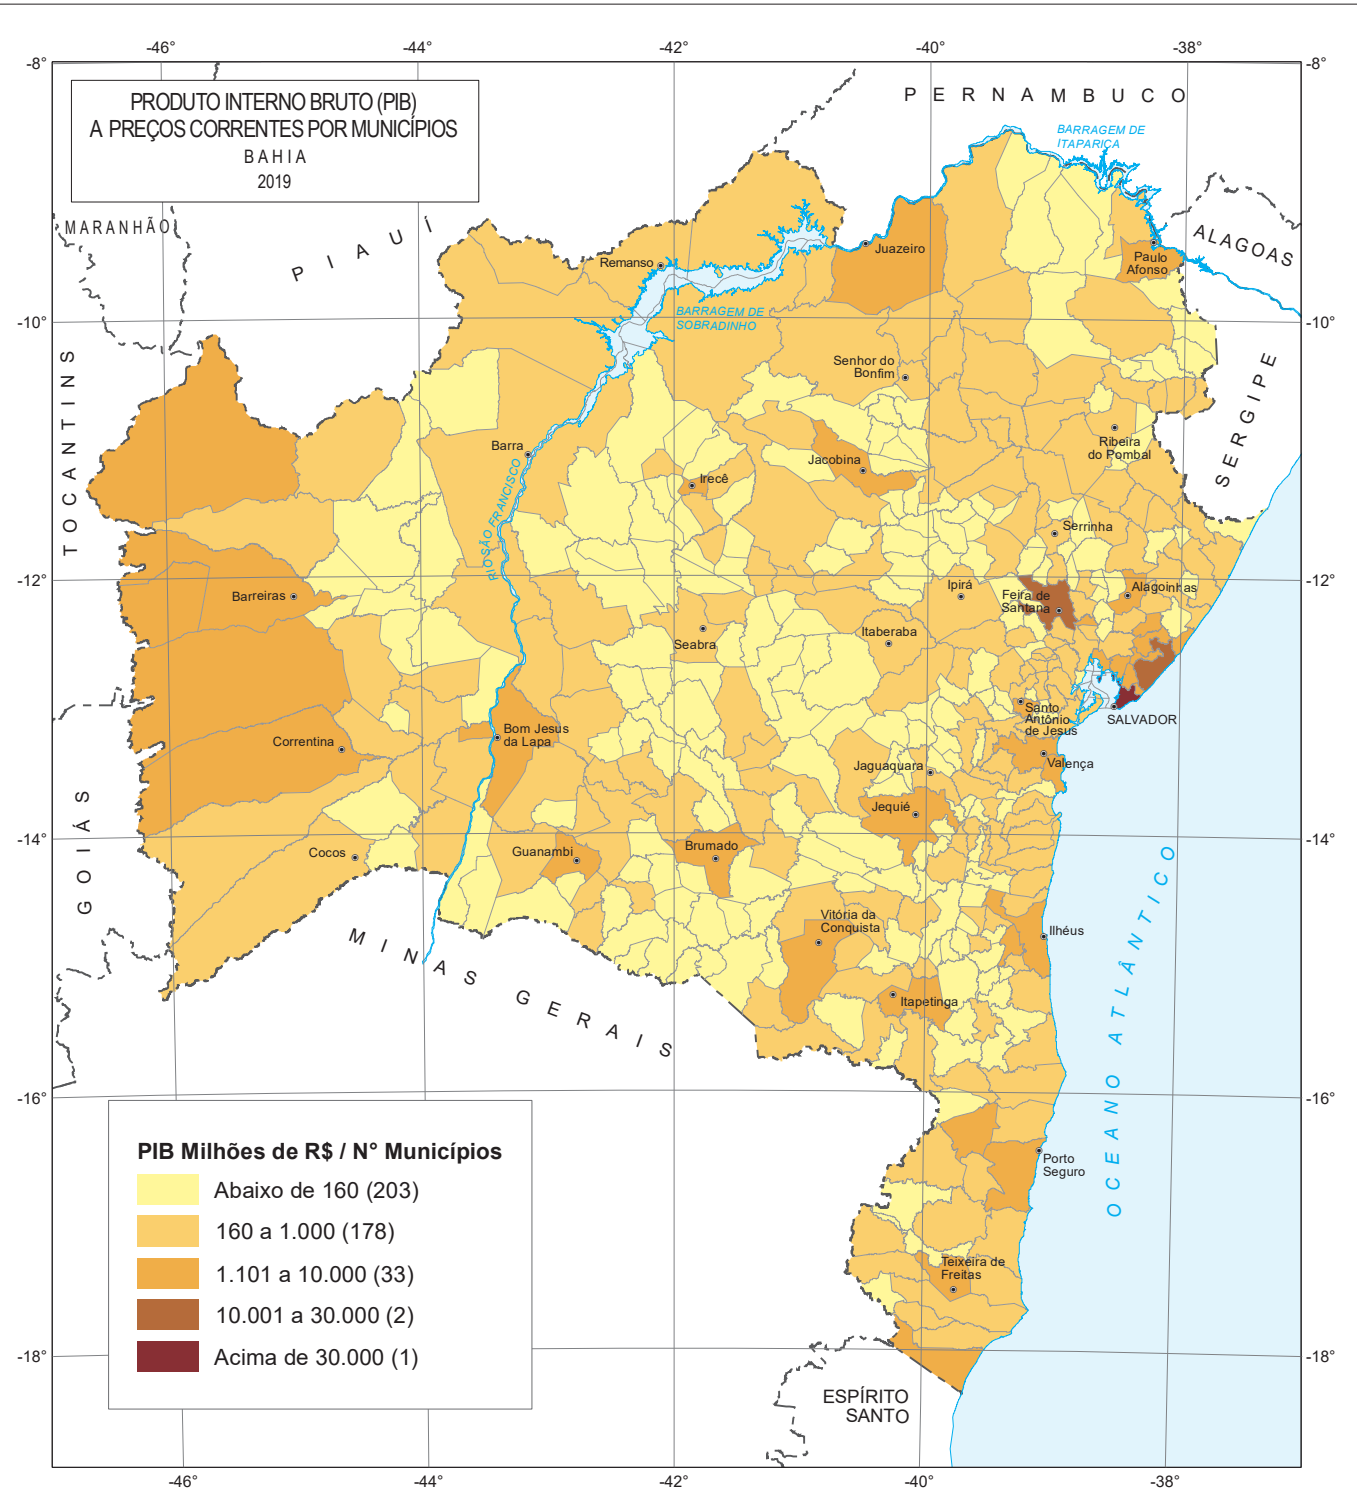 -46°
-44°
-42°
-40°
-38°
-8°
-8°
PRODUTO INTERNO BRUTO (PIB)
A PREÇOS CORRENTES POR MUNICÍPIOS
BAHIA
2019
PERNAMBUCO
BARRAGEM DE
ITAPARICA
MARANHÃO
PIAUÍ
ALAGOAS
Juazeiro
Paulo
Afonso
Remanso
BARRAGEM DE
SOBRADINHO
-10°
-10°
TOCANTINS
SERGIPE
Senhor do
Bonfim
Barra
Ribeira
do Pombal
Jacobina
Irecê
RIO SÃO FRANCISCO
Serrinha
-12°
-12°
Barreiras
Ipirá
Feira de
Santana
Alagoinhas
Seabra
Itaberaba
Santo
Antônio
de Jesus
SALVADOR
Correntina
Bom Jesus
da Lapa
Valença
Jaguaquara
Jequié
GOIÁS
-14°
-14°
Cocos
Guanambi
Brumado
Vitória da
Conquista
Ilhéus
Itapetinga
MINAS GERAIS
OCEANO ATLÂNTICO
-16°
-16°
Porto
Seguro
Teixeira de
Freitas
PIB Milhões de R$ / N° Municípios
Abaixo de 160 (203)
160 a 1.000 (178)
1.101 a 10.000 (33)
10.001 a 30.000 (2)
Acima de 30.000 (1)
-18°
-18°
ESPÍRITO
SANTO
-46°
-44°
-42°
-40°
-38°